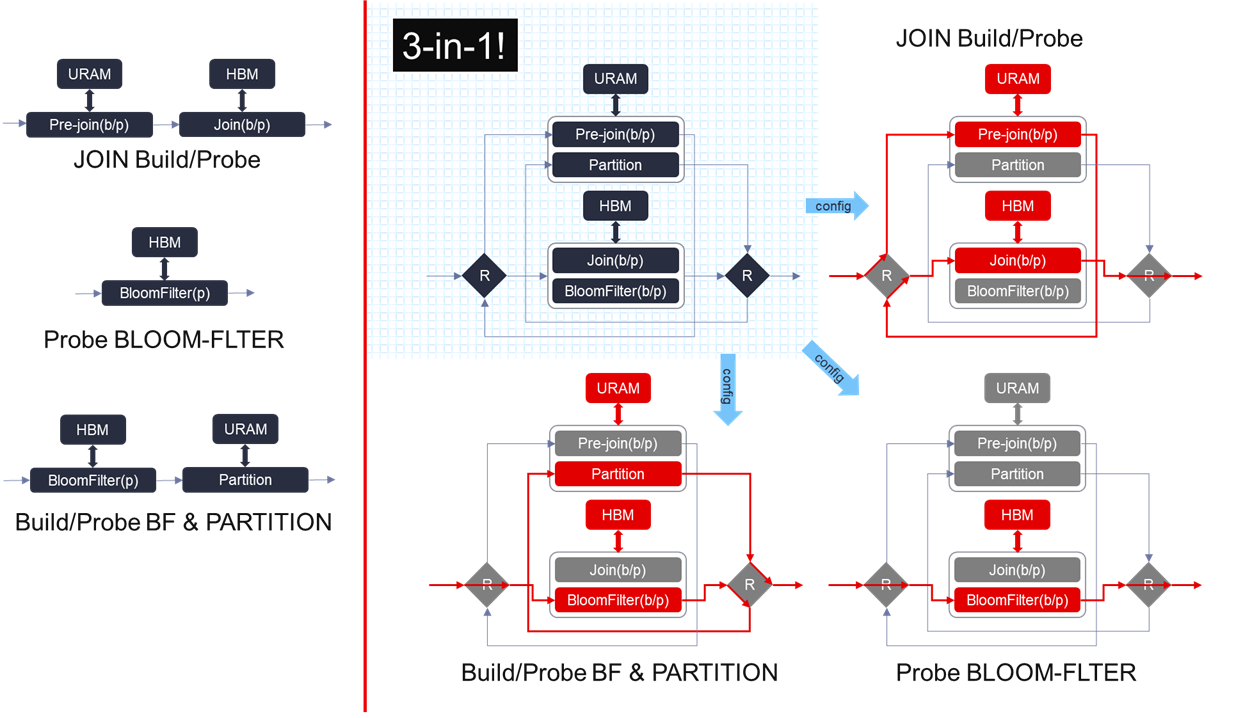 URAM
HBM
Pre-join(b/p)
Join(b/p)
JOIN Build/Probe
HBM
BloomFilter(p)
Probe BLOOM-FLTER
HBM
URAM
BloomFilter(p)
Partition
Build/Probe BF & PARTITION
3-in-1!
URAM
Pre-join(b/p)
Partition
HBM
Join(b/p)
BloomFilter(b/p)
R
R
config
config
config
JOIN Build/Probe
URAM
Pre-join(b/p)
Partition
HBM
Join(b/p)
BloomFilter(b/p)
R
R
URAM
Pre-join(b/p)
Partition
HBM
Join(b/p)
BloomFilter(b/p)
R
R
Build/Probe BF & PARTITION
URAM
Pre-join(b/p)
Partition
HBM
Join(b/p)
BloomFilter(b/p)
R
R
Probe BLOOM-FLTER